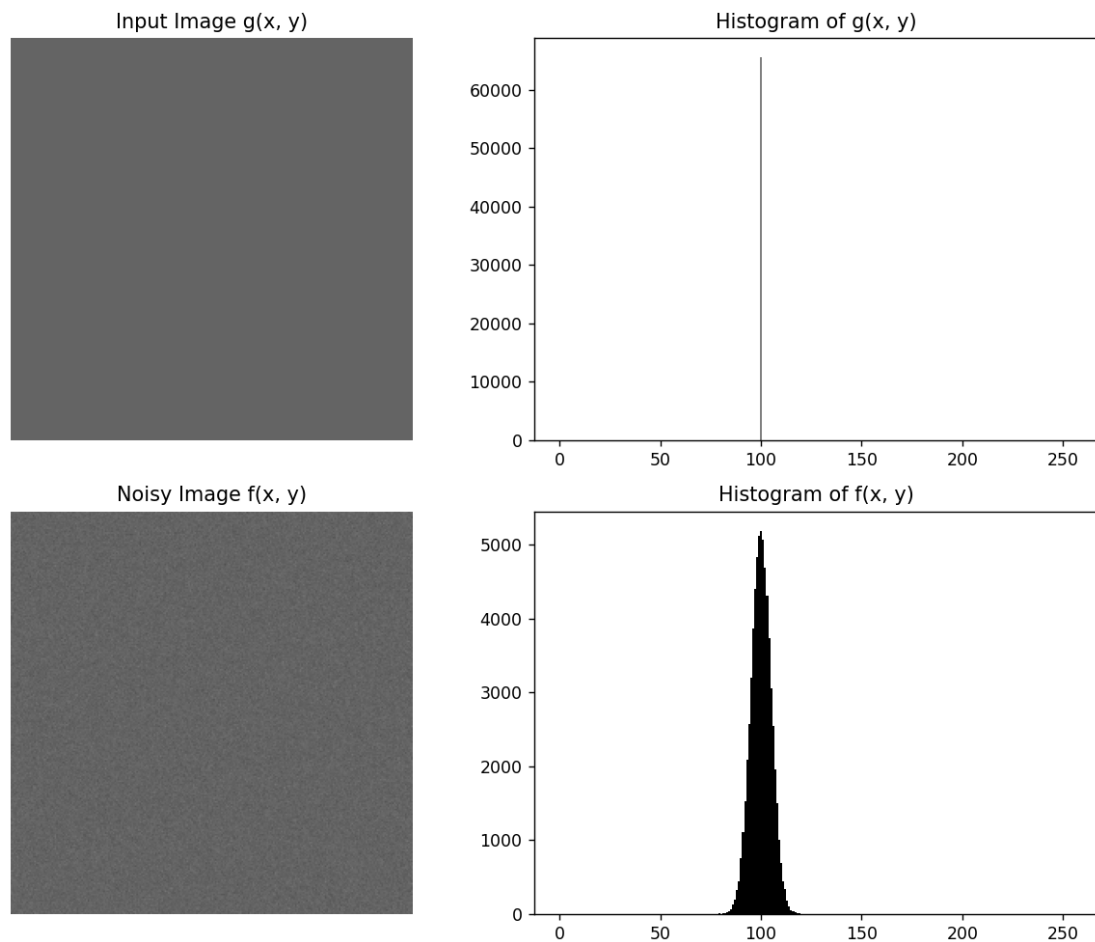 Input Image g(x, y)
Histogram of g(x, y)
60000
50000
40000
30000
20000
10000
0
0 50 100 150 200 250
Noisy Image f(x, y)
Histogram of f(x, y)
5000
4000
3000
2000
1000
0
0 50 100 150 200 250